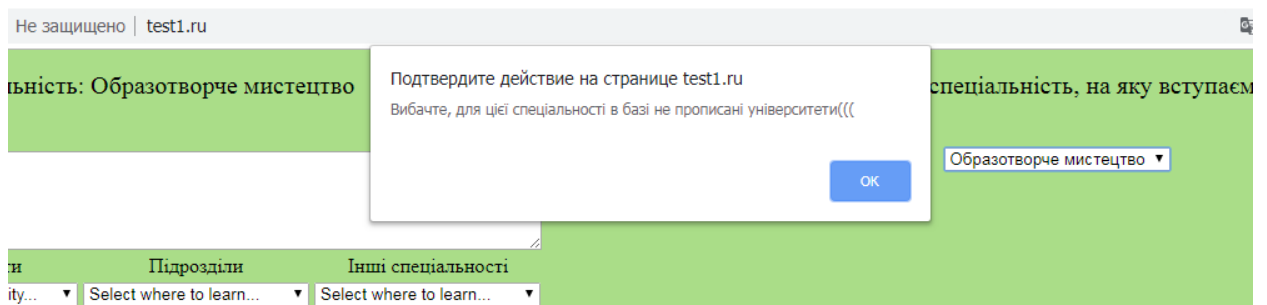 Не защищено | test1.ru
льність: Образотворче мистецтво
Подтвердите действие на странице test1.ru
спеціальність, на яку вступаєм
Вибачте, для цієї спеціальності в базі не прописані університети(((
Образотворче мистецтво
ОК
ти Підрозділи Інші спеціальності
ity... Select where to learn... Select where to learn...